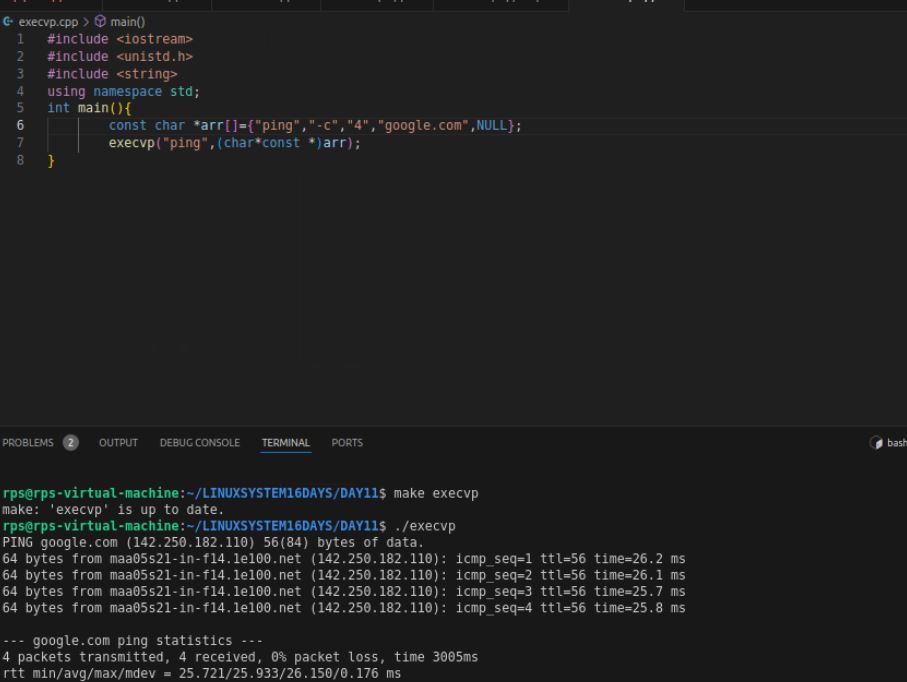 execvp.cpp > main()
1 #include <iostream>
2 #include <unistd.h>
3 #include <string>
4 using namespace std;
5 int main(){
6 const char *arr[]={"ping","-c","4","google.com",NULL};
7 execvp("ping",(char*const *)arr);
8 }
PROBLEMS 2 OUTPUT DEBUG CONSOLE TERMINAL PORTS bash
rps@rps-virtual-machine:~/LINUXSYSTEM16DAYS/DAY11$ make execvp
make: 'execvp' is up to date.
rps@rps-virtual-machine:~/LINUXSYSTEM16DAYS/DAY11$ ./execvp
PING google.com (142.250.182.110) 56(84) bytes of data.
64 bytes from maa05s21-in-f14.1e100.net (142.250.182.110): icmp_seq=1 ttl=56 time=26.2 ms
64 bytes from maa05s21-in-f14.1e100.net (142.250.182.110): icmp_seq=2 ttl=56 time=26.1 ms
64 bytes from maa05s21-in-f14.1e100.net (142.250.182.110): icmp_seq=3 ttl=56 time=25.7 ms
64 bytes from maa05s21-in-f14.1e100.net (142.250.182.110): icmp_seq=4 ttl=56 time=25.8 ms
--- google.com ping statistics ---
4 packets transmitted, 4 received, 0% packet loss, time 3005ms
rtt min/avg/max/mdev = 25.721/25.933/26.150/0.176 ms